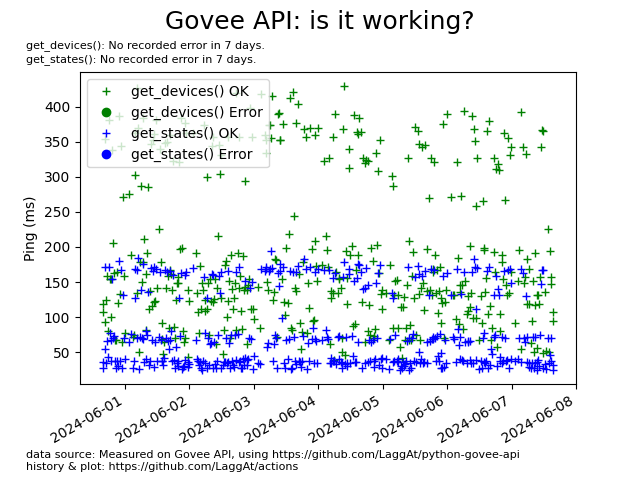 Govee API: is it working?
get_devices(): No recorded error in 7 days.
get_states(): No recorded error in 7 days.
get_devices() OK
get_devices() Error
get_states() OK
get_states() Error
Ping (ms)
400
350
300
250
200
150
100
50
2024-06-01
2024-06-02
2024-06-03
2024-06-04
2024-06-05
2024-06-06
2024-06-07
2024-06-08
data source: Measured on Govee API, using https://github.com/LaggAt/python-govee-api
history & plot: https://github.com/LaggAt/actions